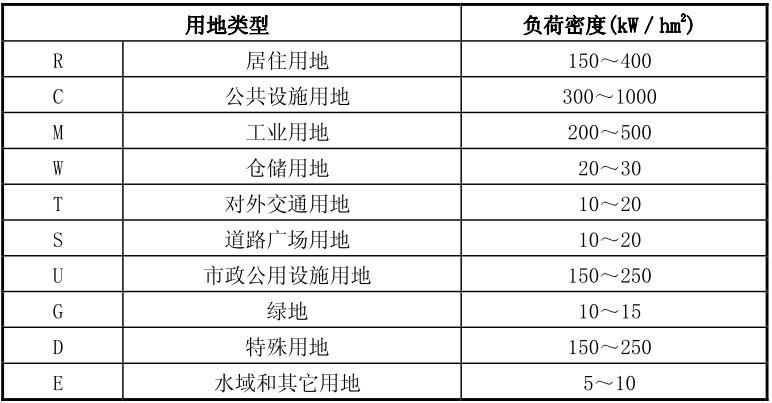 用地类型 负荷密度(kW／hm²)
R 居住用地 150～400
C 公共设施用地 300～1000
M 工业用地 200～500
W 仓储用地 20～30
T 对外交通用地 10～20
S 道路广场用地 10～20
U 市政公用设施用地 150～250
G 绿地 10～15
D 特殊用地 150～250
E 水域和其它用地 5～10